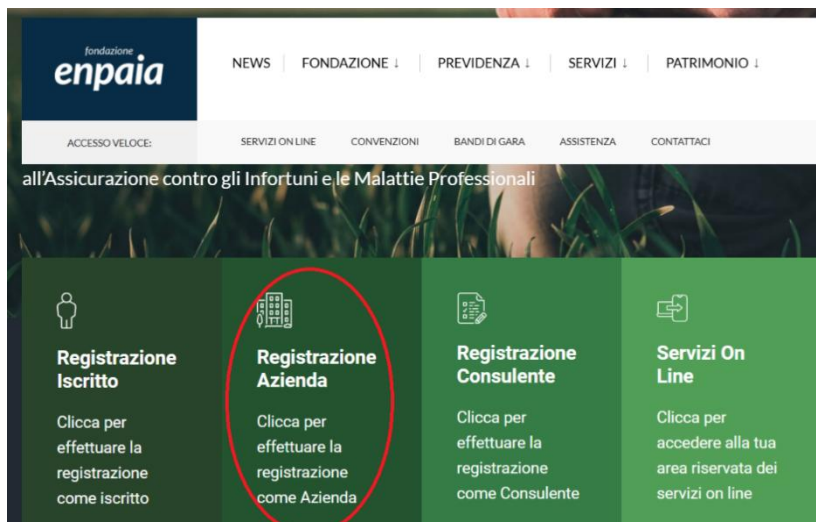 fondazione
enpaia
NEWS
FONDAZIONE ↓
PREVIDENZA ↓
SERVIZI ↓
PATRIMONIO ↓
ACCESSO VELOCE:
SERVIZI ON LINE
CONVENZIONI
BANDI DI GARA
ASSISTENZA
CONTATTACI
all'Assicurazione contro gli Infortuni e le Malattie Professionali
Registrazione
Iscritto
Clicca per
effettuare la
registrazione
come iscritto
Registrazione
Azienda
Clicca per
effettuare la
registrazione
come Azienda
Registrazione
Consulente
Clicca per
effettuare la
registrazione
come Consulente
Servizi On
Line
Clicca per
accedere alla tua
area riservata dei
servizi on line